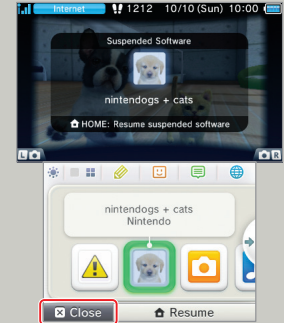 Internet 1212 10/10 (Sun) 10:00
Suspended Software
nintendogs + cats
HOME: Resume suspended software
L R
nintendogs + cats
Nintendo
Close Resume